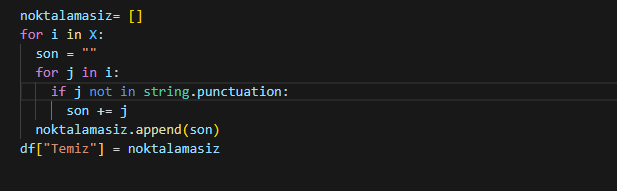 noktalamasiz= []
for i in X:
  son = ""
  for j in i:
    if j not in string.punctuation:
      son += j
  noktalamasiz.append(son)
df["Temiz"] = noktalamasiz